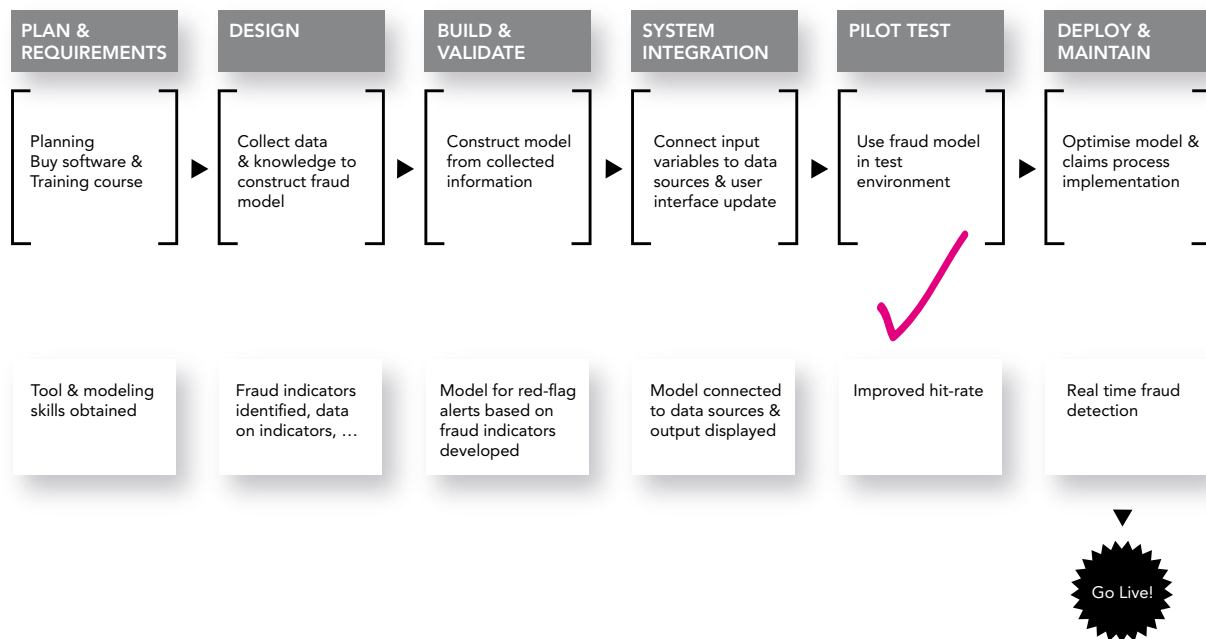 PLAN &
REQUIREMENTS
DESIGN
BUILD &
VALIDATE
SYSTEM
INTEGRATION
PILOT TEST
DEPLOY &
MAINTAIN
Planning
Buy software &
Training course
Collect data
& knowledge to
construct fraud
model
Construct model
from collected
information
Connect input
variables to data
sources & user
interface update
Use fraud model
in test
environment
Optimise model &
claims process
implementation
Tool & modeling
skills obtained
Fraud indicators
identified, data
on indicators, …
Model for red-flag
alerts based on
fraud indicators
developed
Model connected
to data sources &
output displayed
Improved hit-rate
Real time fraud
detection
Go Live!